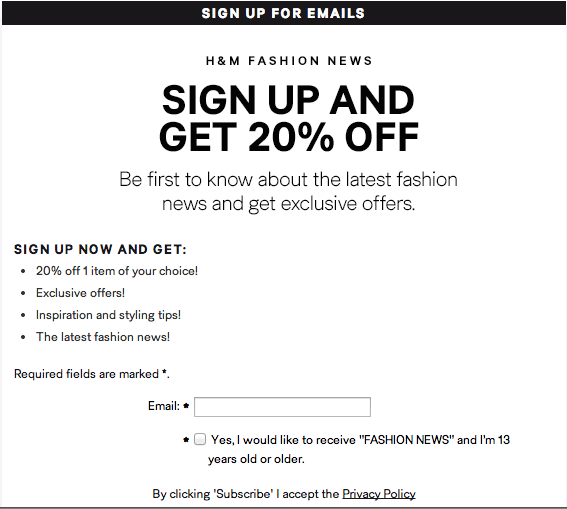 SIGN UP FOR EMAILS
H&M FASHION NEWS
SIGN UP AND
GET 20% OFF
Be first to know about the latest fashion
news and get exclusive offers.
SIGN UP NOW AND GET:
• 20% off 1 item of your choice!
• Exclusive offers!
• Inspiration and styling tips!
• The latest fashion news!
Required fields are marked *.
Email: *
* Yes, I would like to receive "FASHION NEWS" and I'm 13
years old or older.
By clicking 'Subscribe' I accept the Privacy Policy